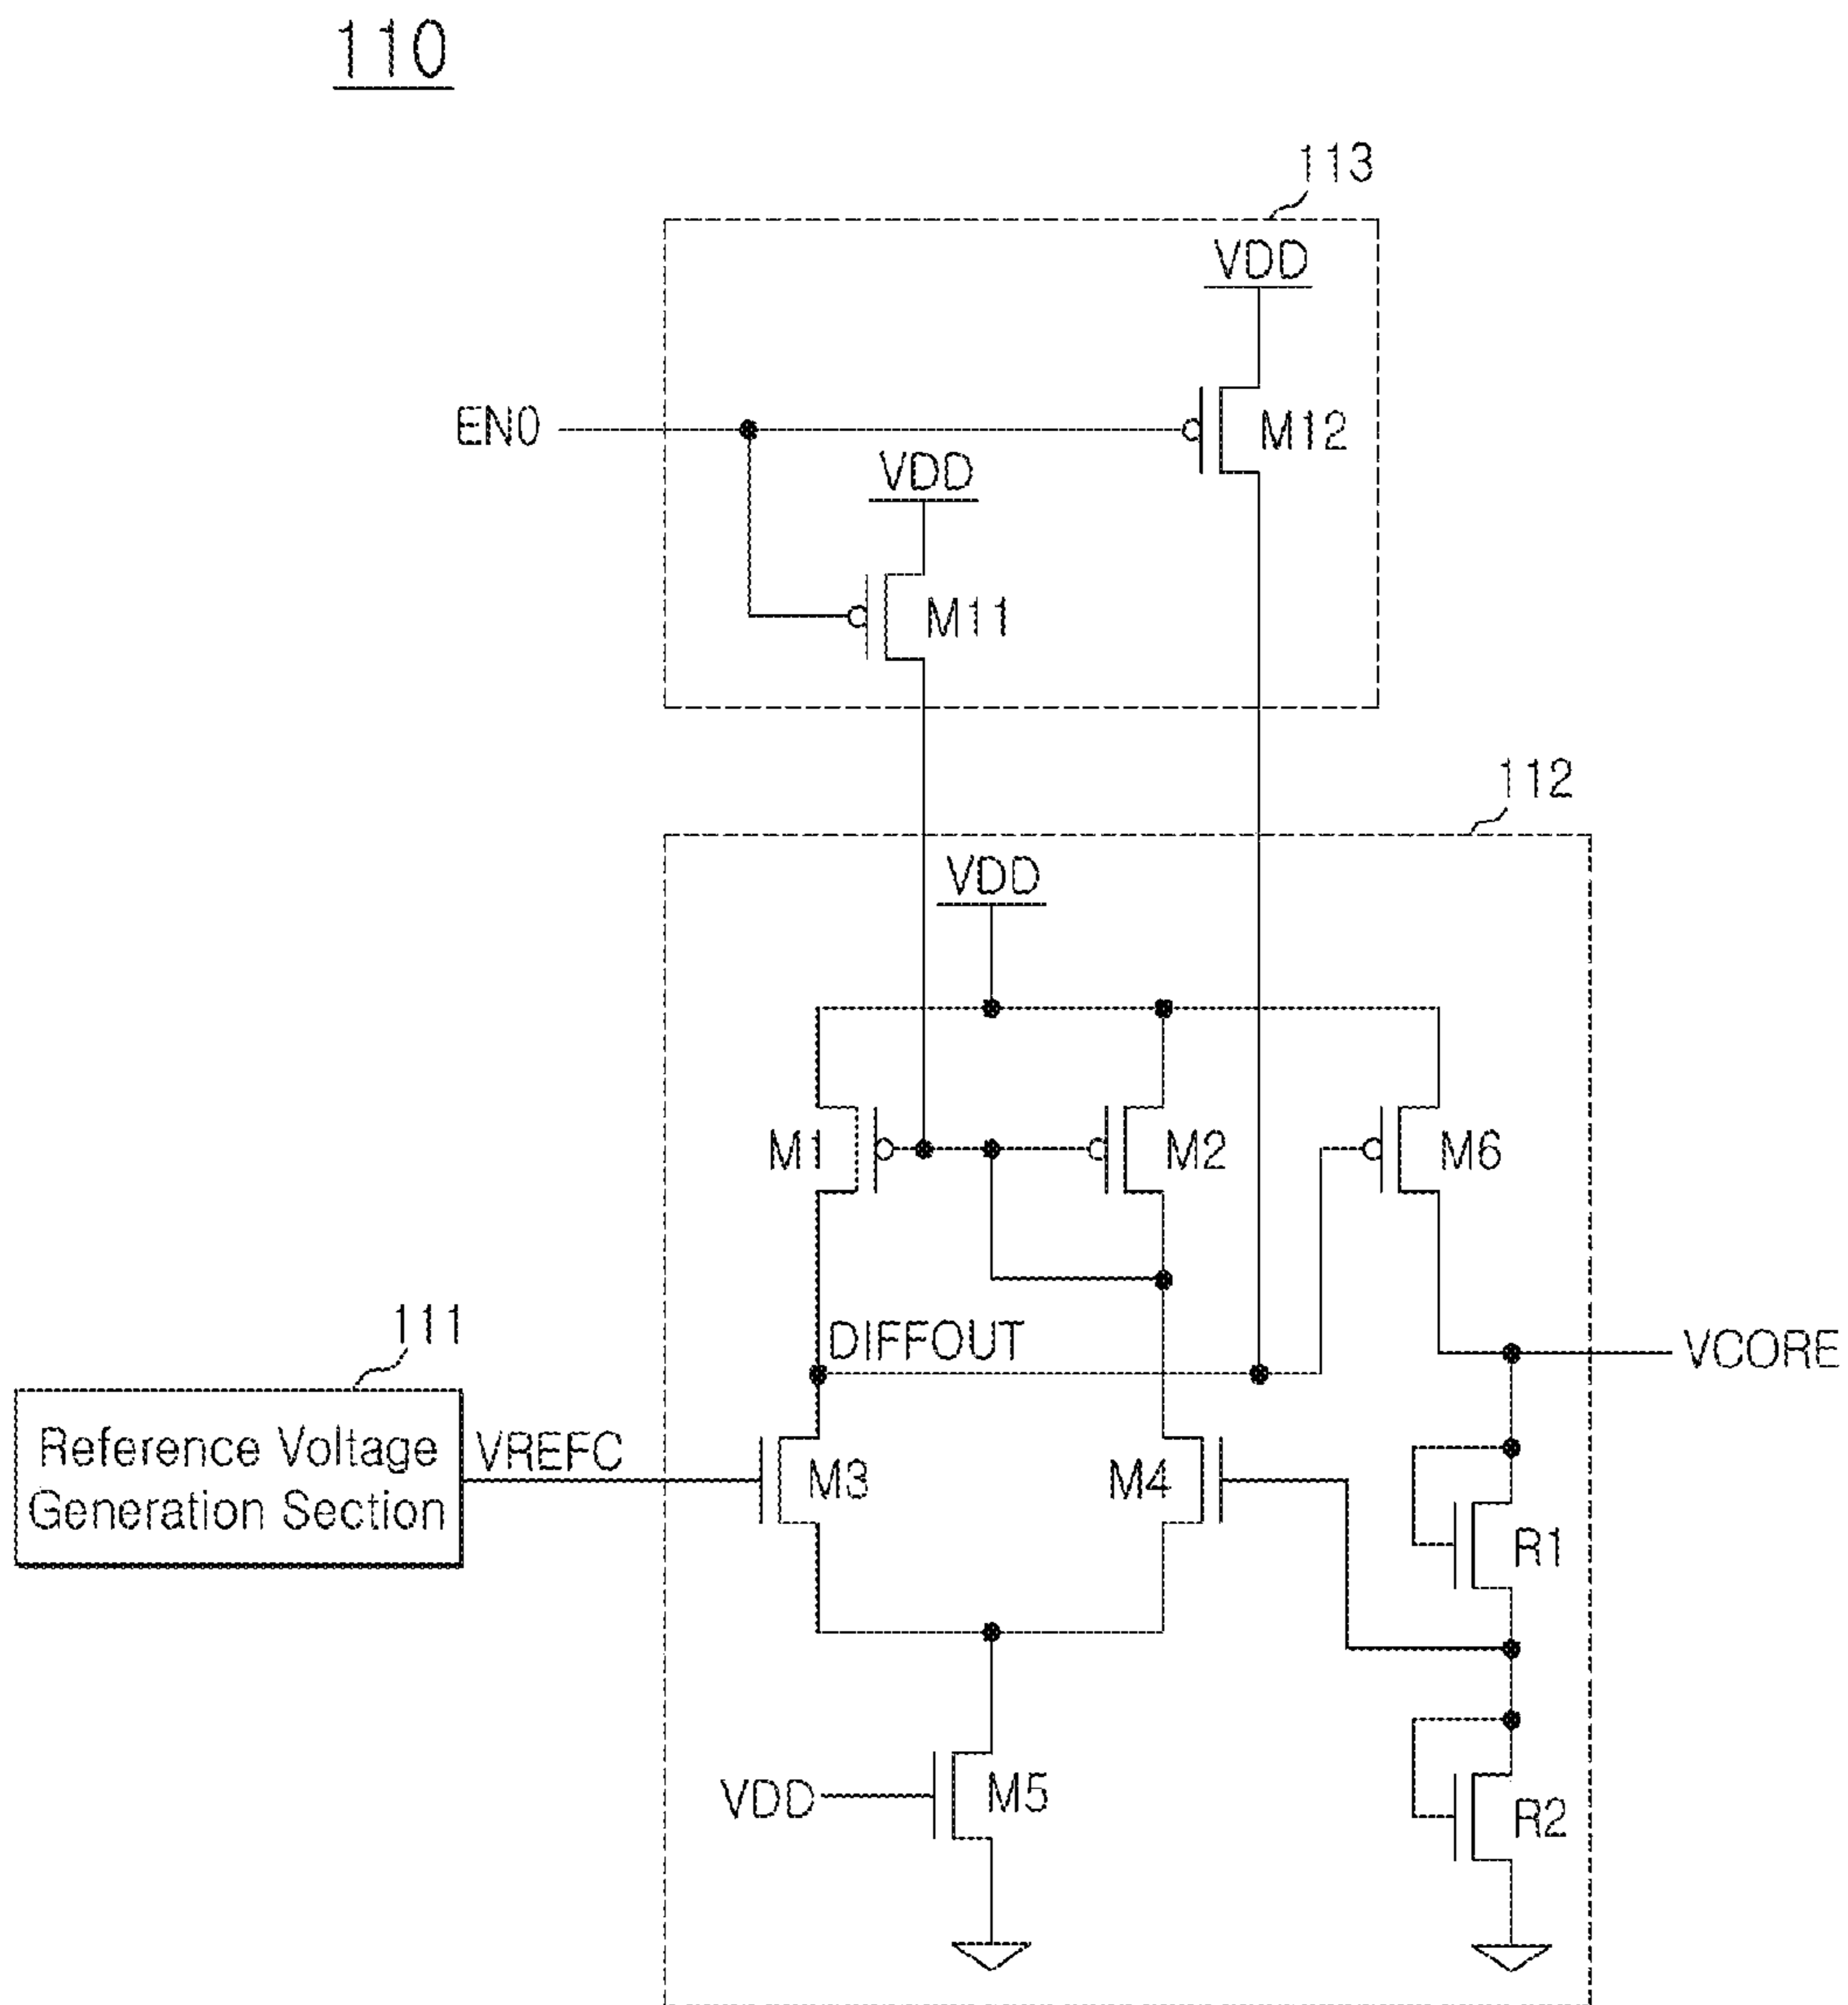 110
113
VDD
EN0
M12
VDD
M11
112
VDD
M1
M2
M6
111
DIFFOUT
VCORE
Reference Voltage
Generation Section
VREFC
M3
M4
R1
VDD
M5
R2